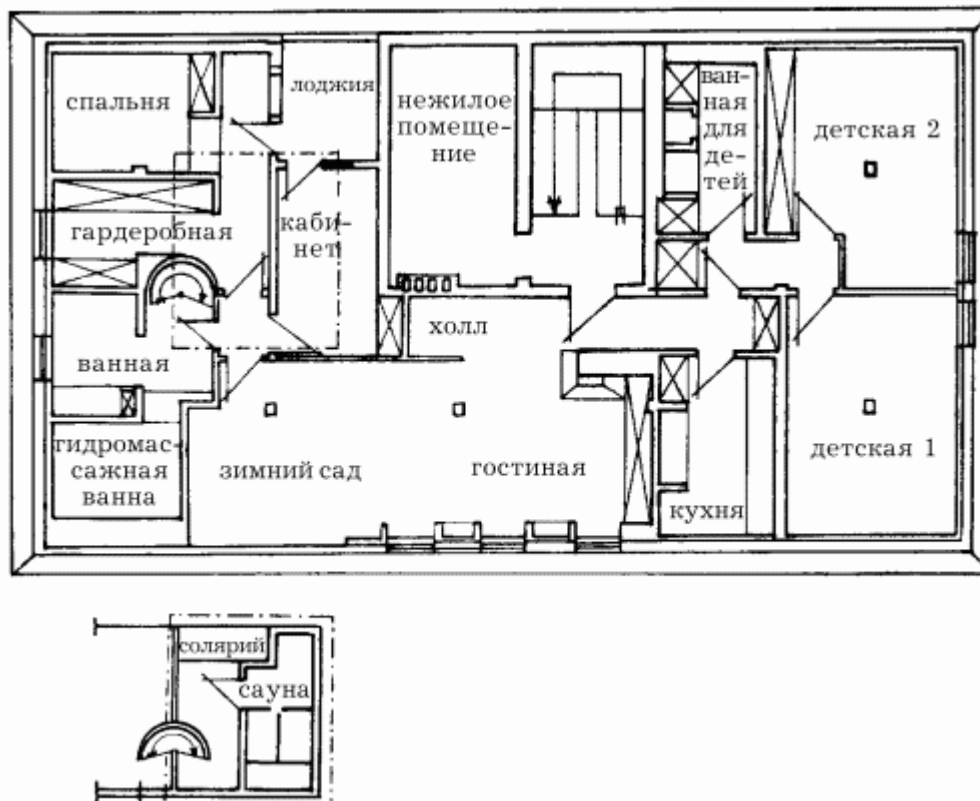 спальня
лоджия
нежилое
помеще-
ние
ван-
ная
для
де-
тей
детская 2
гардеробная
каби-
нет
холл
ванная
гидромас-
сажная
ванна
зимний сад
гостиная
кухня
детская 1
солярий
сауна